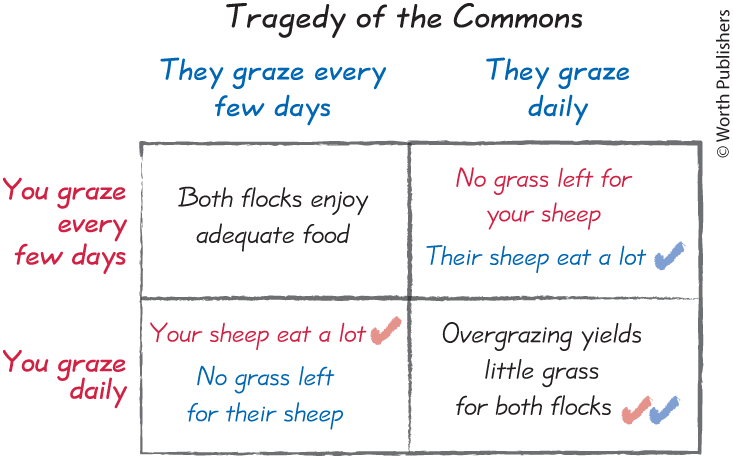 Tragedy of the Commons
They graze every
few days
They graze
daily
You graze
every
few days
Both flocks enjoy
adequate food
No grass left for
your sheep
Their sheep eat a lot
You graze
daily
Your sheep eat a lot
No grass left
for their sheep
Overgrazing yields
little grass
for both flocks
© Worth Publishers